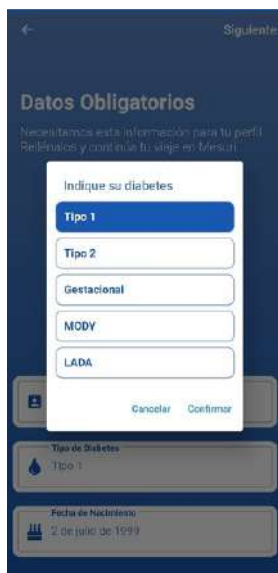 Siguiente
Datos Obligatorios
Necesitamos esta información para tu perfil.
Rellénalos y continúa tu viaje en Mesuri.
Indique su diabetes
Tipo 1
Tipo 2
Gestacional
MODY
LADA
Cancelar Confirmar
Tipo de Diabetes
Tipo 1
Fecha de Nacimiento
2 de julio de 1999